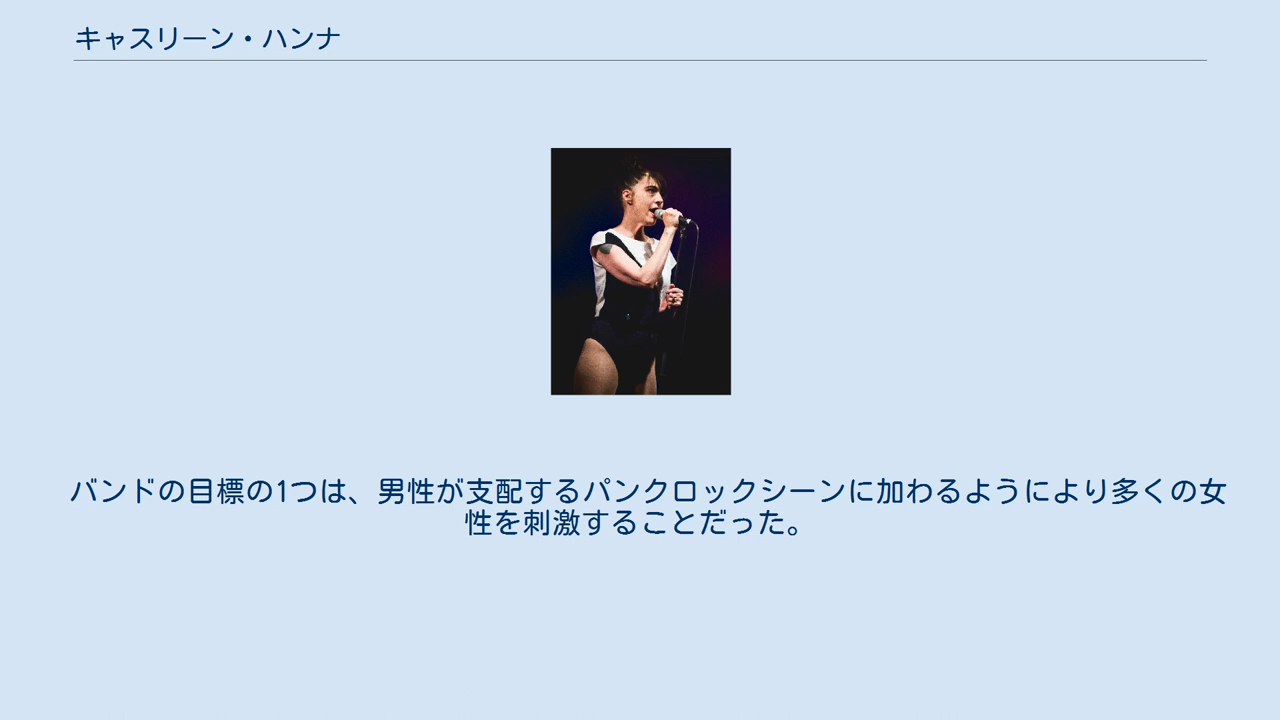 キャスリーン・ハンナ
バンドの目標の1つは、男性が支配するパンクロックシーンに加わるようにより多くの女
性を刺激することだった。